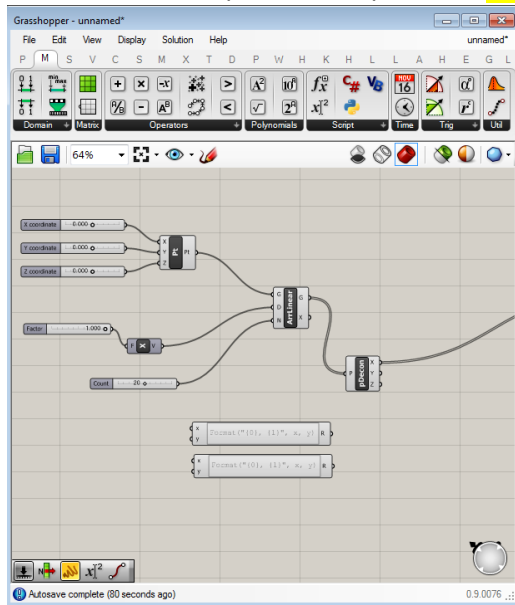 Grasshopper - unnamed*
File Edit View Display Solution Help unnamed*
P M S V C S M X T D P W H K H L L A H E G L
Domain Matrix Operators Polynomials Script Time Trig Util
64%
X coordinate 0.000
Y coordinate 0.000
Z coordinate 0.000
X Y Z Pt Pt
Factor 1.000
F X V
Count 20
G D N ArrLinear G X
P pDecon X Y Z
x y Format("{0}, {1}", x, y) R
x y Format("{0}, {1}", x, y) R
Autosave complete (80 seconds ago) 0.9.0076